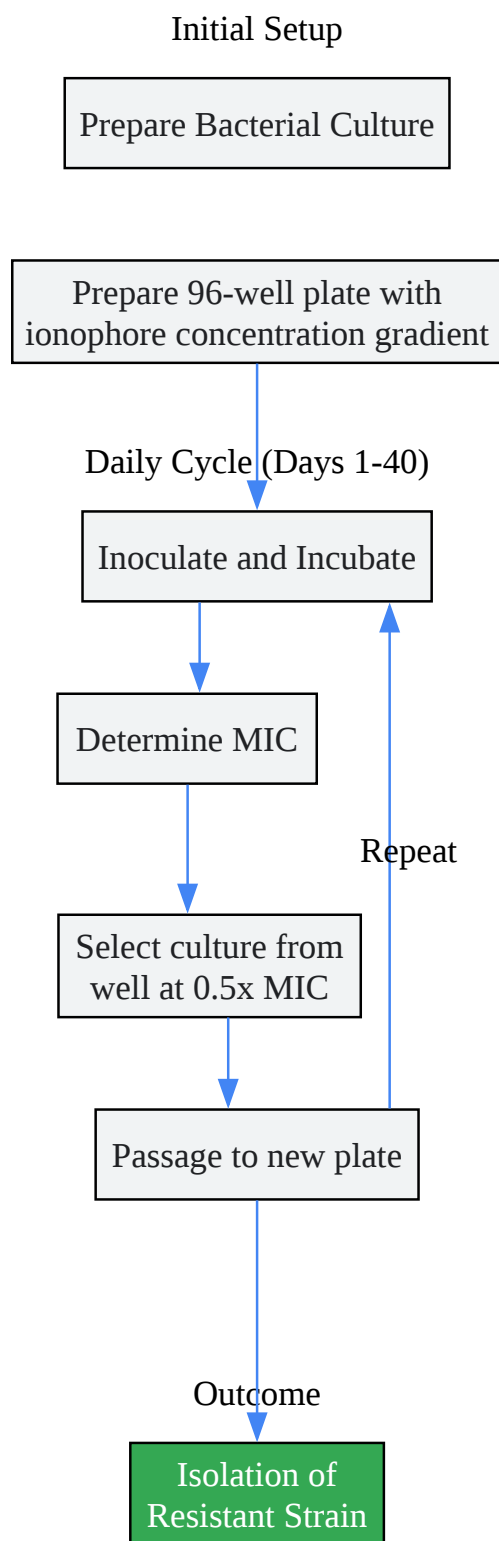 Initial Setup
Prepare Bacterial Culture
Prepare 96-well plate with
ionophore concentration gradient
Daily Cycle (Days 1-40)
Inoculate and Incubate
Determine MIC
Repeat
Select culture from
well at 0.5x MIC
Passage to new plate
Outcome
Isolation of
Resistant Strain